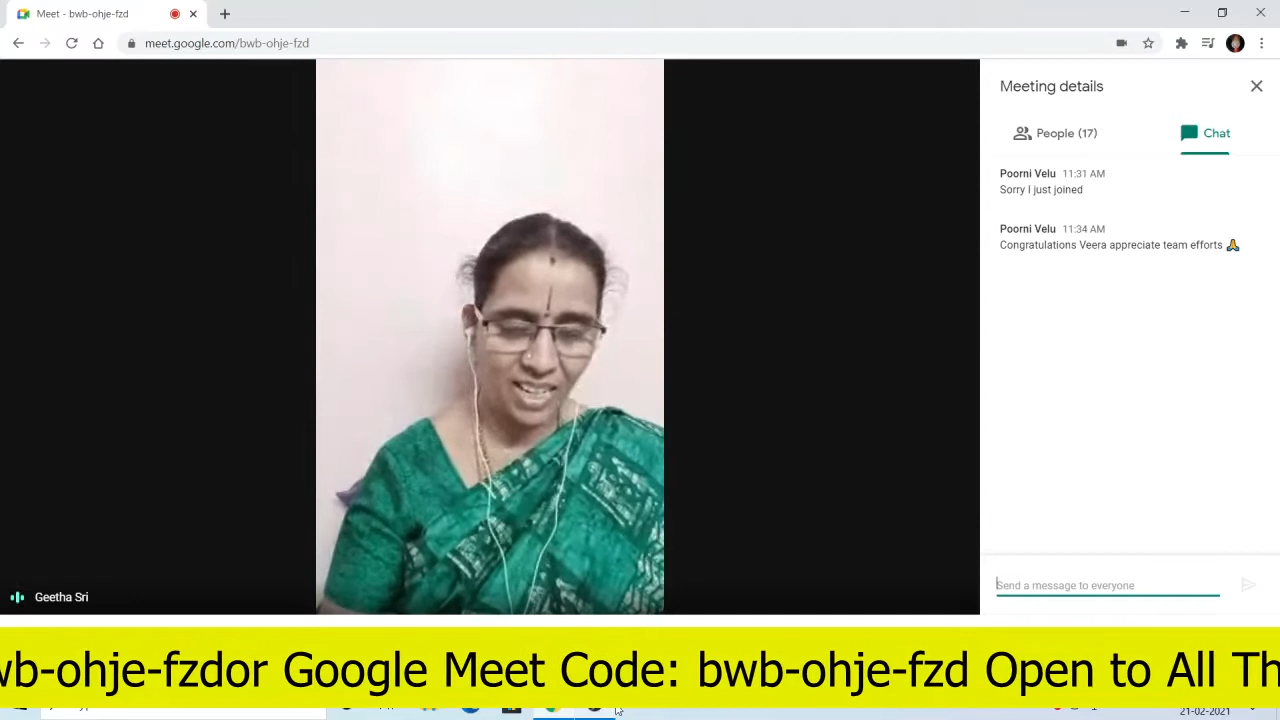 Meet - bwb-ohje-fzd
meet.google.com/bwb-ohje-fzd
Meeting details
People (17)
Chat
Poorni Velu 11:31 AM
Sorry I just joined
Poorni Velu 11:34 AM
Congratulations Veera appreciate team efforts 🙏
Send a message to everyone
Geetha Sri
wb-ohje-fzdor Google Meet Code: bwb-ohje-fzd Open to All Th
21-02-2021